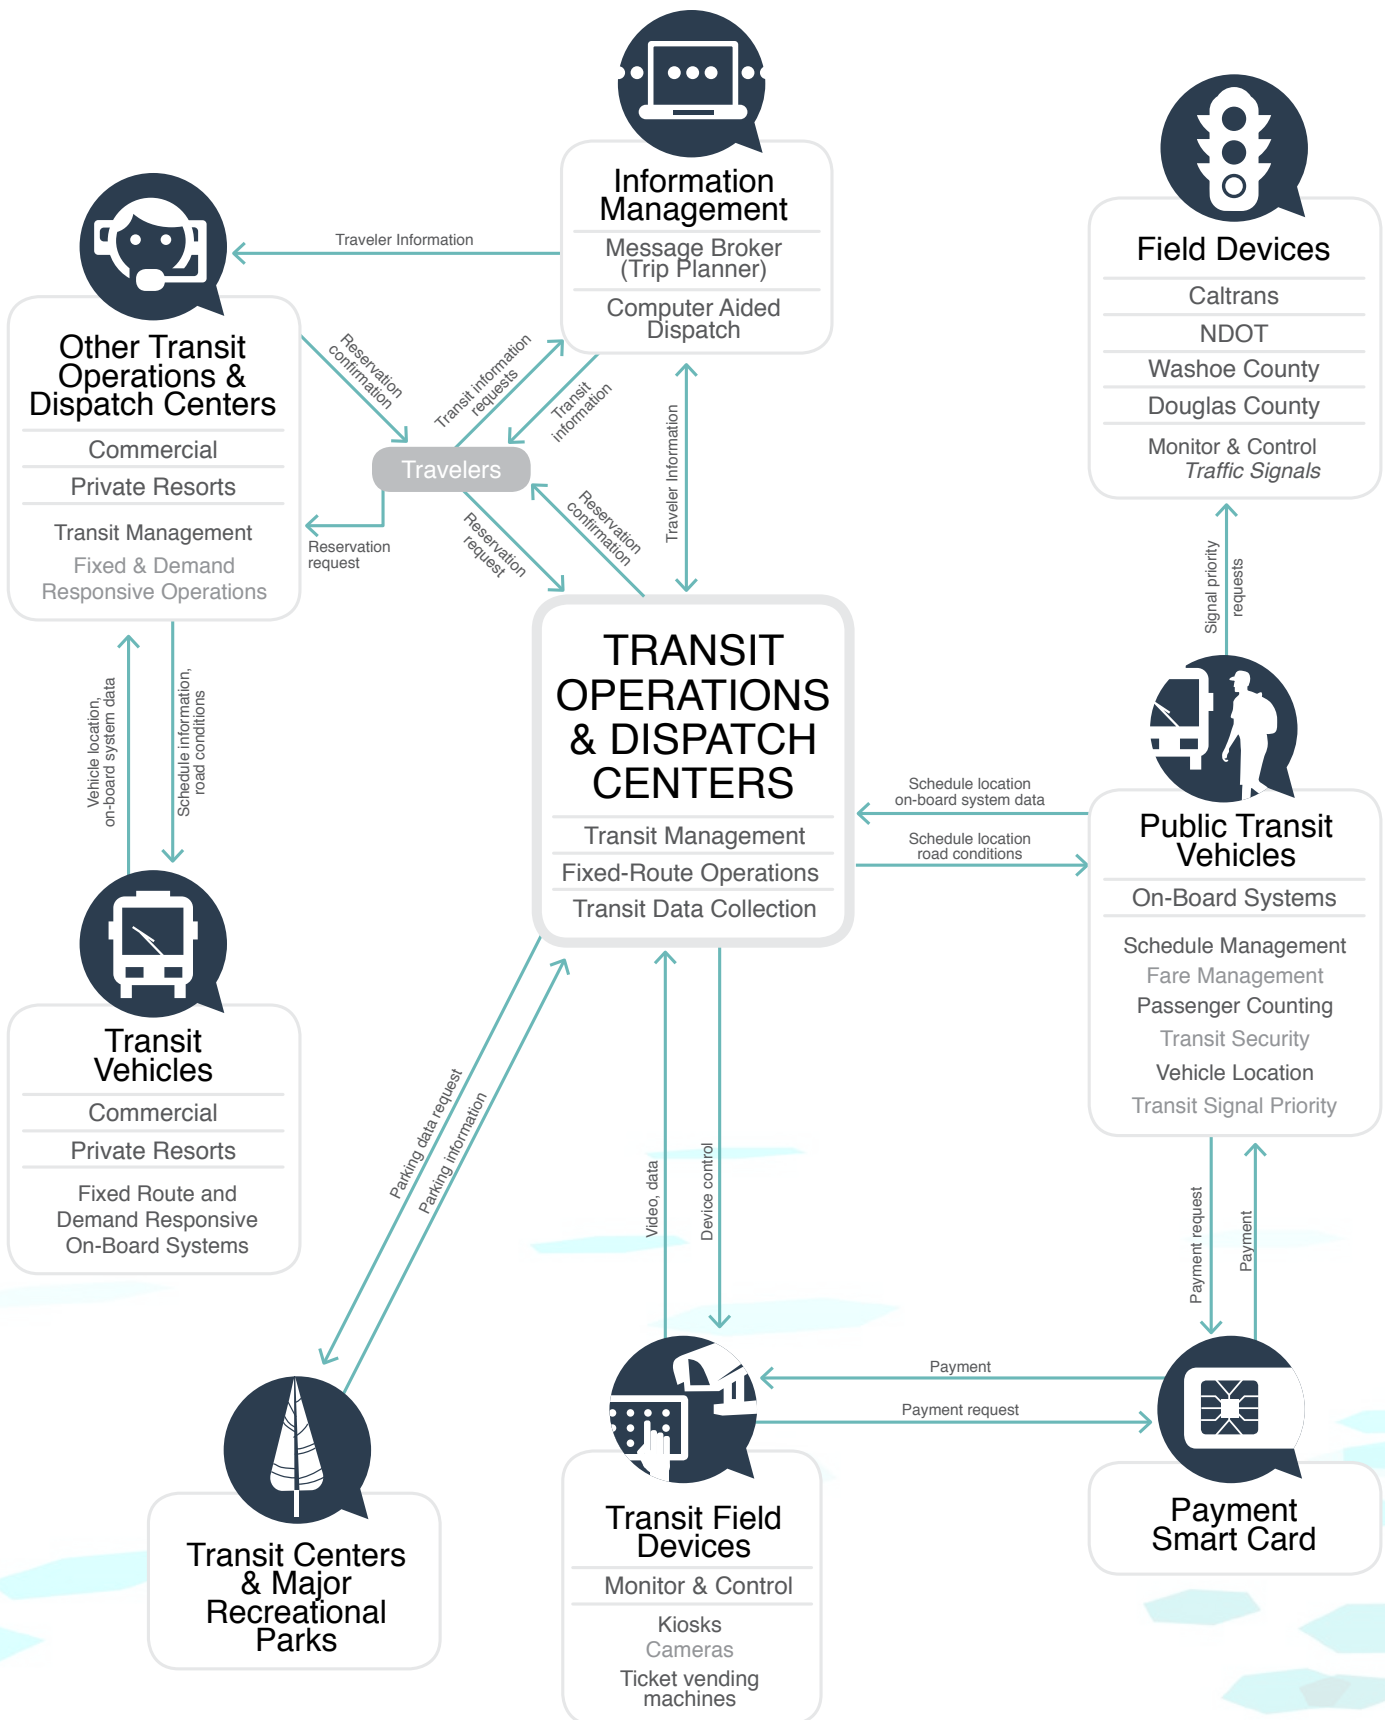 Information
Management
Message Broker
(Trip Planner)
Computer Aided
Dispatch
Field Devices
Caltrans
NDOT
Washoe County
Douglas County
Monitor & Control
Traffic Signals
Traveler Information
Other Transit
Operations &
Dispatch Centers
Commercial
Private Resorts
Transit Management
Fixed & Demand
Responsive Operations
Reservation
confirmation
Transit information
requests
Transit
information
Travelers
Reservation
request
Reservation
request
Reservation
confirmation
Traveler Information
Signal priority
requests
TRANSIT
OPERATIONS
& DISPATCH
CENTERS
Transit Management
Fixed-Route Operations
Transit Data Collection
Vehicle location,
on-board system data
Schedule information,
road conditions
Schedule location
on-board system data
Schedule location
road conditions
Public Transit
Vehicles
On-Board Systems
Schedule Management
Fare Management
Passenger Counting
Transit Security
Vehicle Location
Transit Signal Priority
Transit
Vehicles
Commercial
Private Resorts
Fixed Route and
Demand Responsive
On-Board Systems
Parking data request
Parking information
Video, data
Device control
Payment request
Payment
Payment
Payment request
Transit Centers
& Major
Recreational
Parks
Transit Field
Devices
Monitor & Control
Kiosks
Cameras
Ticket vending
machines
Payment
Smart Card